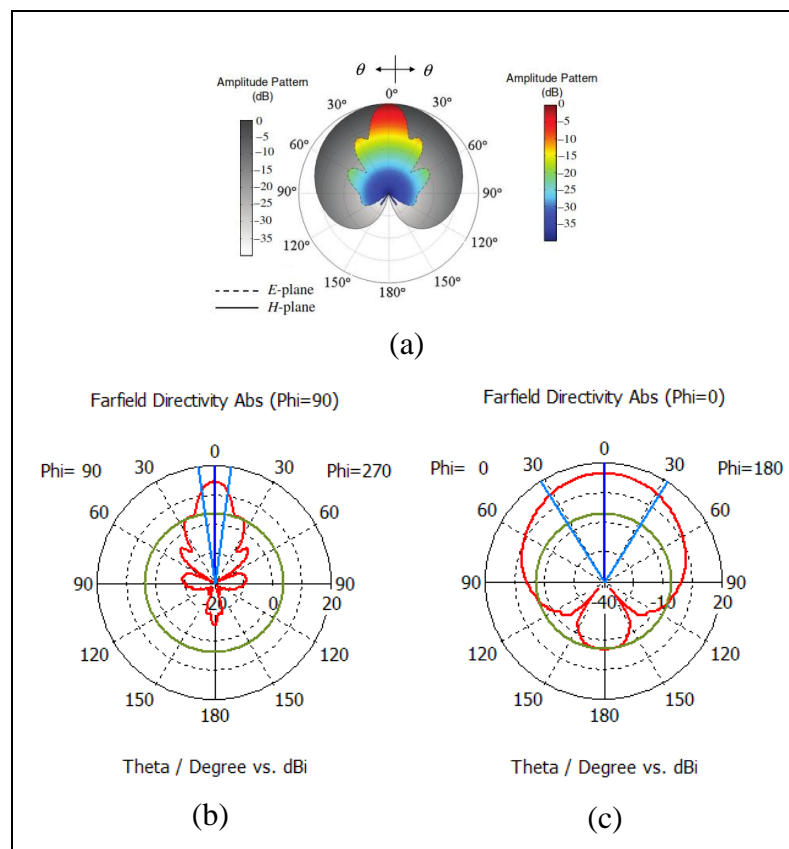 θ θ
Amplitude Pattern
(dB)
Amplitude Pattern
(dB)
0°
30° 30°
60° 60°
90° 90°
120° 120°
150° 150°
180°
0
−5
−10
−15
−20
−25
−30
−35
0
−5
−10
−15
−20
−25
−30
−35
E-plane
H-plane
(a)
Farfield Directivity Abs (Phi=90)
Phi= 90 30 0 30 Phi=270
60 60
90 -20 0 90 20
120 120
150 150
180
Theta / Degree vs. dBi
(b)
Farfield Directivity Abs (Phi=0)
Phi= 0 30 0 30 Phi=180
60 60
90 -40 -10 90 20
120 120
150 150
180
Theta / Degree vs. dBi
(c)